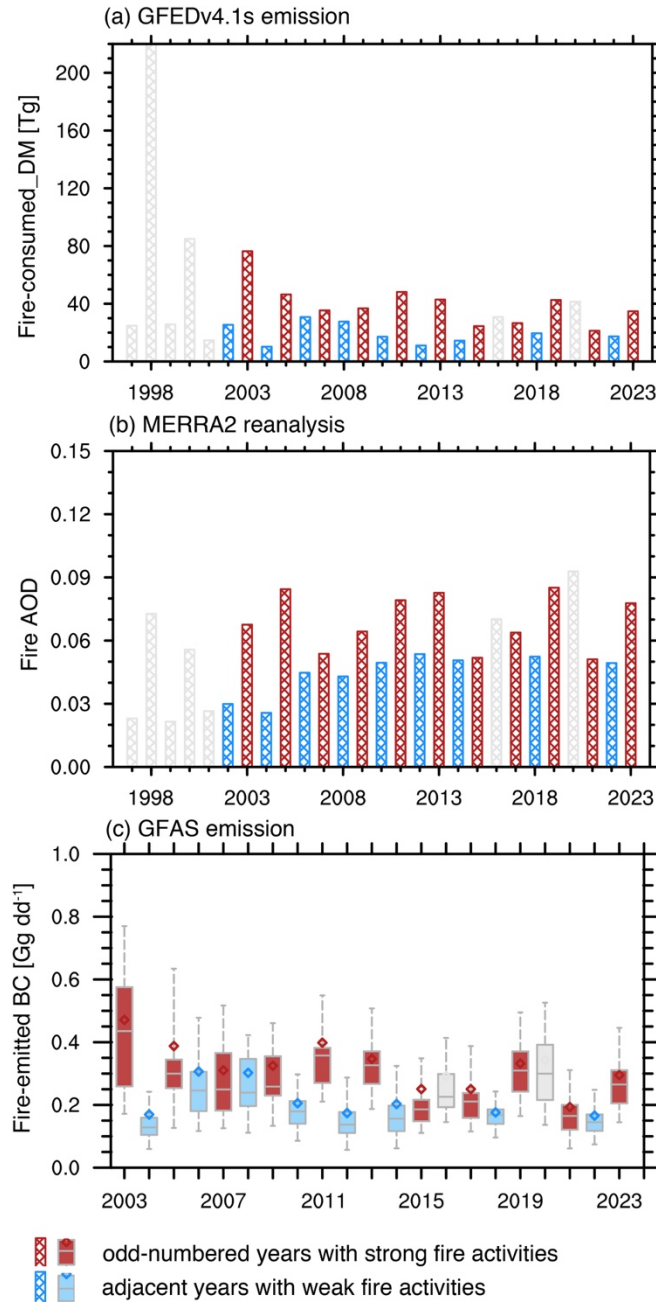 (a) GFEDv4.1s emission
Fire-consumed_DM [Tg]
220
180
140
80
40
0
1998 2003 2008 2013 2018 2023
(b) MERRA2 reanalysis
Fire AOD
0.15
0.12
0.09
0.06
0.03
0.00
1998 2003 2008 2013 2018 2023
(c) GFAS emission
Fire-emitted BC [Gg dd⁻¹]
1.0
0.8
0.6
0.4
0.2
0.0
2003 2007 2011 2015 2019 2023
odd-numbered years with strong fire activities
adjacent years with weak fire activities